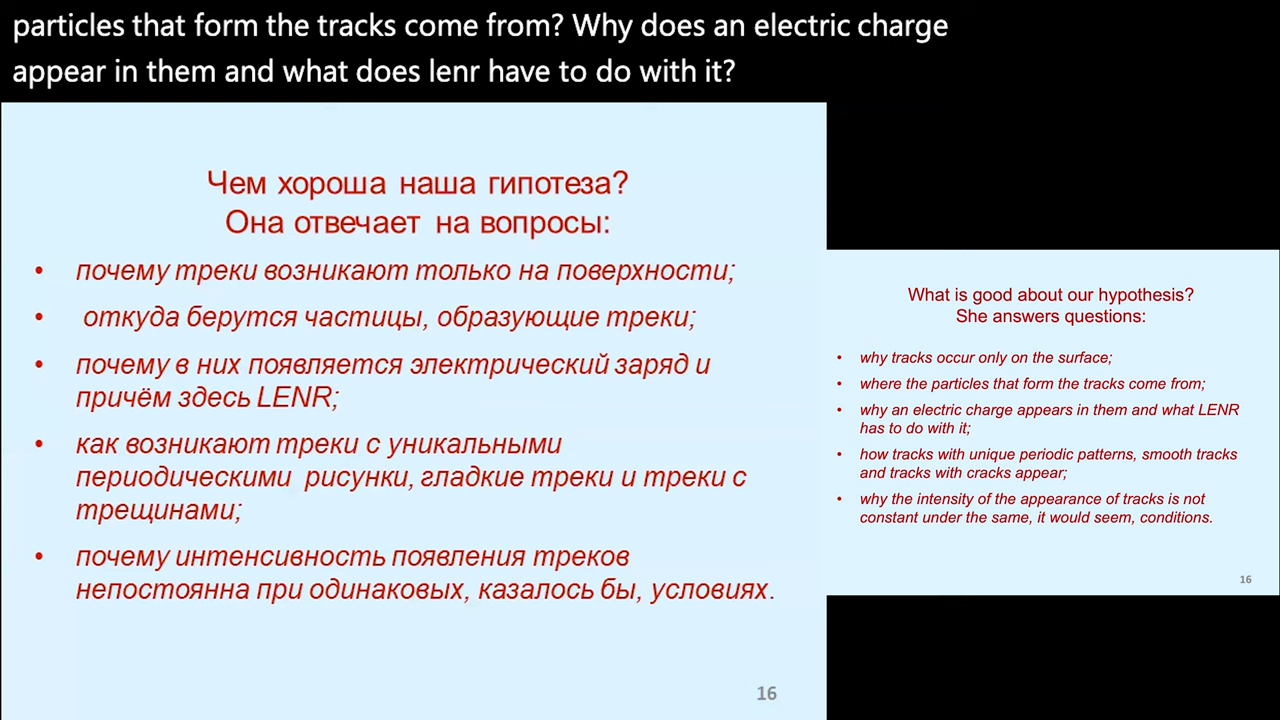 particles that form the tracks come from? Why does an electric charge
appear in them and what does lenr have to do with it?
Чем хороша наша гипотеза?
Она отвечает на вопросы:
• почему треки возникают только на поверхности;
• откуда берутся частицы, образующие треки;
• почему в них появляется электрический заряд и
причём здесь LENR;
• как возникают треки с уникальными
периодическими рисунки, гладкие треки и треки с
трещинами;
• почему интенсивность появления треков
непостоянна при одинаковых, казалось бы, условиях.
16
What is good about our hypothesis?
She answers questions:
• why tracks occur only on the surface;
• where the particles that form the tracks come from;
• why an electric charge appears in them and what LENR
has to do with it;
• how tracks with unique periodic patterns, smooth tracks
and tracks with cracks appear;
• why the intensity of the appearance of tracks is not
constant under the same, it would seem, conditions.
16